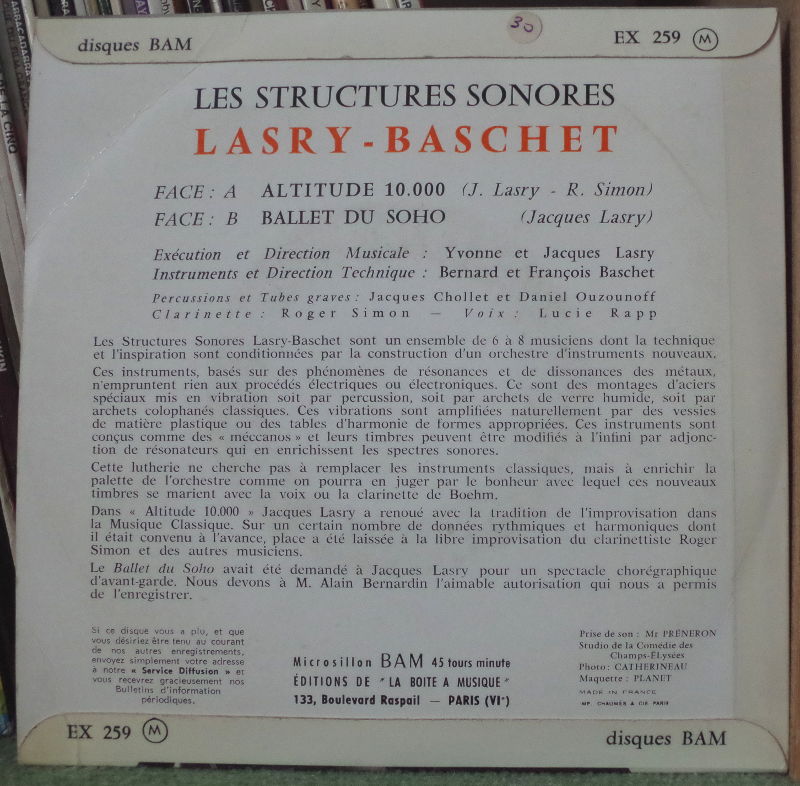 30
disques BAM
EX 259 M
LES STRUCTURES SONORES
LASRY-BASCHET
FACE : A ALTITUDE 10.000 (J. Lasry - R. Simon)
FACE : B BALLET DU SOHO (Jacques Lasry)
Exécution et Direction Musicale : Yvonne et Jacques Lasry
Instruments et Direction Technique : Bernard et François Baschet
Percussions et Tubes graves : Jacques Chollet et Daniel Ouzounoff
Clarinette : Roger Simon — Voix : Lucie Rapp
Les Structures Sonores Lasry-Baschet sont un ensemble de 6 à 8 musiciens dont la technique
et l'inspiration sont conditionnées par la construction d'un orchestre d'instruments nouveaux.
Ces instruments, basés sur des phénomènes de résonances et de dissonances des métaux,
n'empruntent rien aux procédés électriques ou électroniques. Ce sont des montages d'aciers
spéciaux mis en vibration soit par percussion, soit par archets de verre humide, soit par
archets colophanés classiques. Ces vibrations sont amplifiées naturellement par des vessies
de matière plastique ou des tables d'harmonie de formes appropriées. Ces instruments sont
conçus comme des « méccanos » et leurs timbres peuvent être modifiés à l'infini par adjonc-
tion de résonateurs qui en enrichissent les spectres sonores.
Cette lutherie ne cherche pas à remplacer les instruments classiques, mais à enrichir la
palette de l'orchestre comme on pourra en juger par le bonheur avec lequel ces nouveaux
timbres se marient avec la voix ou la clarinette de Boehm.
Dans « Altitude 10.000 » Jacques Lasry a renoué avec la tradition de l'improvisation dans
la Musique Classique. Sur un certain nombre de données rythmiques et harmoniques dont
il était convenu à l'avance, place a été laissée à la libre improvisation du clarinettiste Roger
Simon et des autres musiciens.
Le Ballet du Soho avait été demandé à Jacques Lasry pour un spectacle chorégraphique
d'avant-garde. Nous devons à M. Alain Bernardin l'aimable autorisation qui nous a permis
de l'enregistrer.
Si ce disque vous a plu, et que
vous désiriez être tenu au courant
de nos autres enregistrements,
envoyez simplement votre adresse
à notre « Service Diffusion » et
vous recevrez gracieusement nos
Bulletins d'information
périodiques.
Microsillon BAM 45 tours minute
ÉDITIONS DE "LA BOITE A MUSIQUE"
133, Boulevard Raspail — PARIS (VIe)
Prise de son : Mr PRÉNERON
Studio de la Comédie des
Champs-Élysées
Photo : CATHERINEAU
Maquette : PLANET
MADE IN FRANCE
IMP. CHAUMÈS & CIE PARIS
EX 259 M
disques BAM